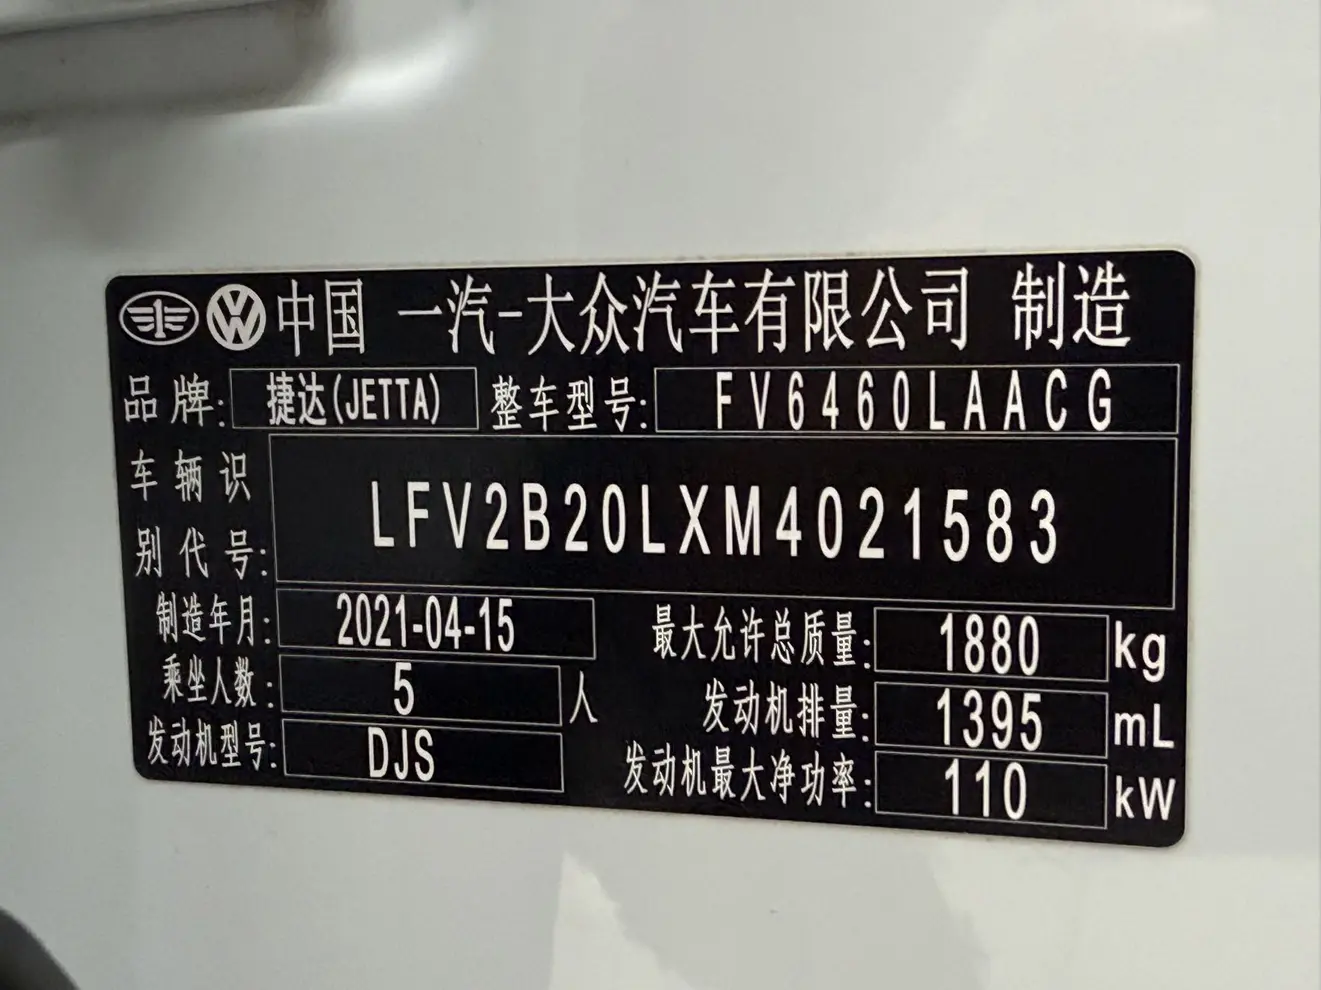 中国 一汽-大众汽车有限公司 制造
品牌: 捷达(JETTA) 整车型号: FV6460LAACG
车辆识别代号: LFV2B20LXM4021583
制造年月: 2021-04-15 最大允许总质量: 1880 kg
乘坐人数: 5 人 发动机排量: 1395 mL
发动机型号: DJS 发动机最大净功率: 110 kW